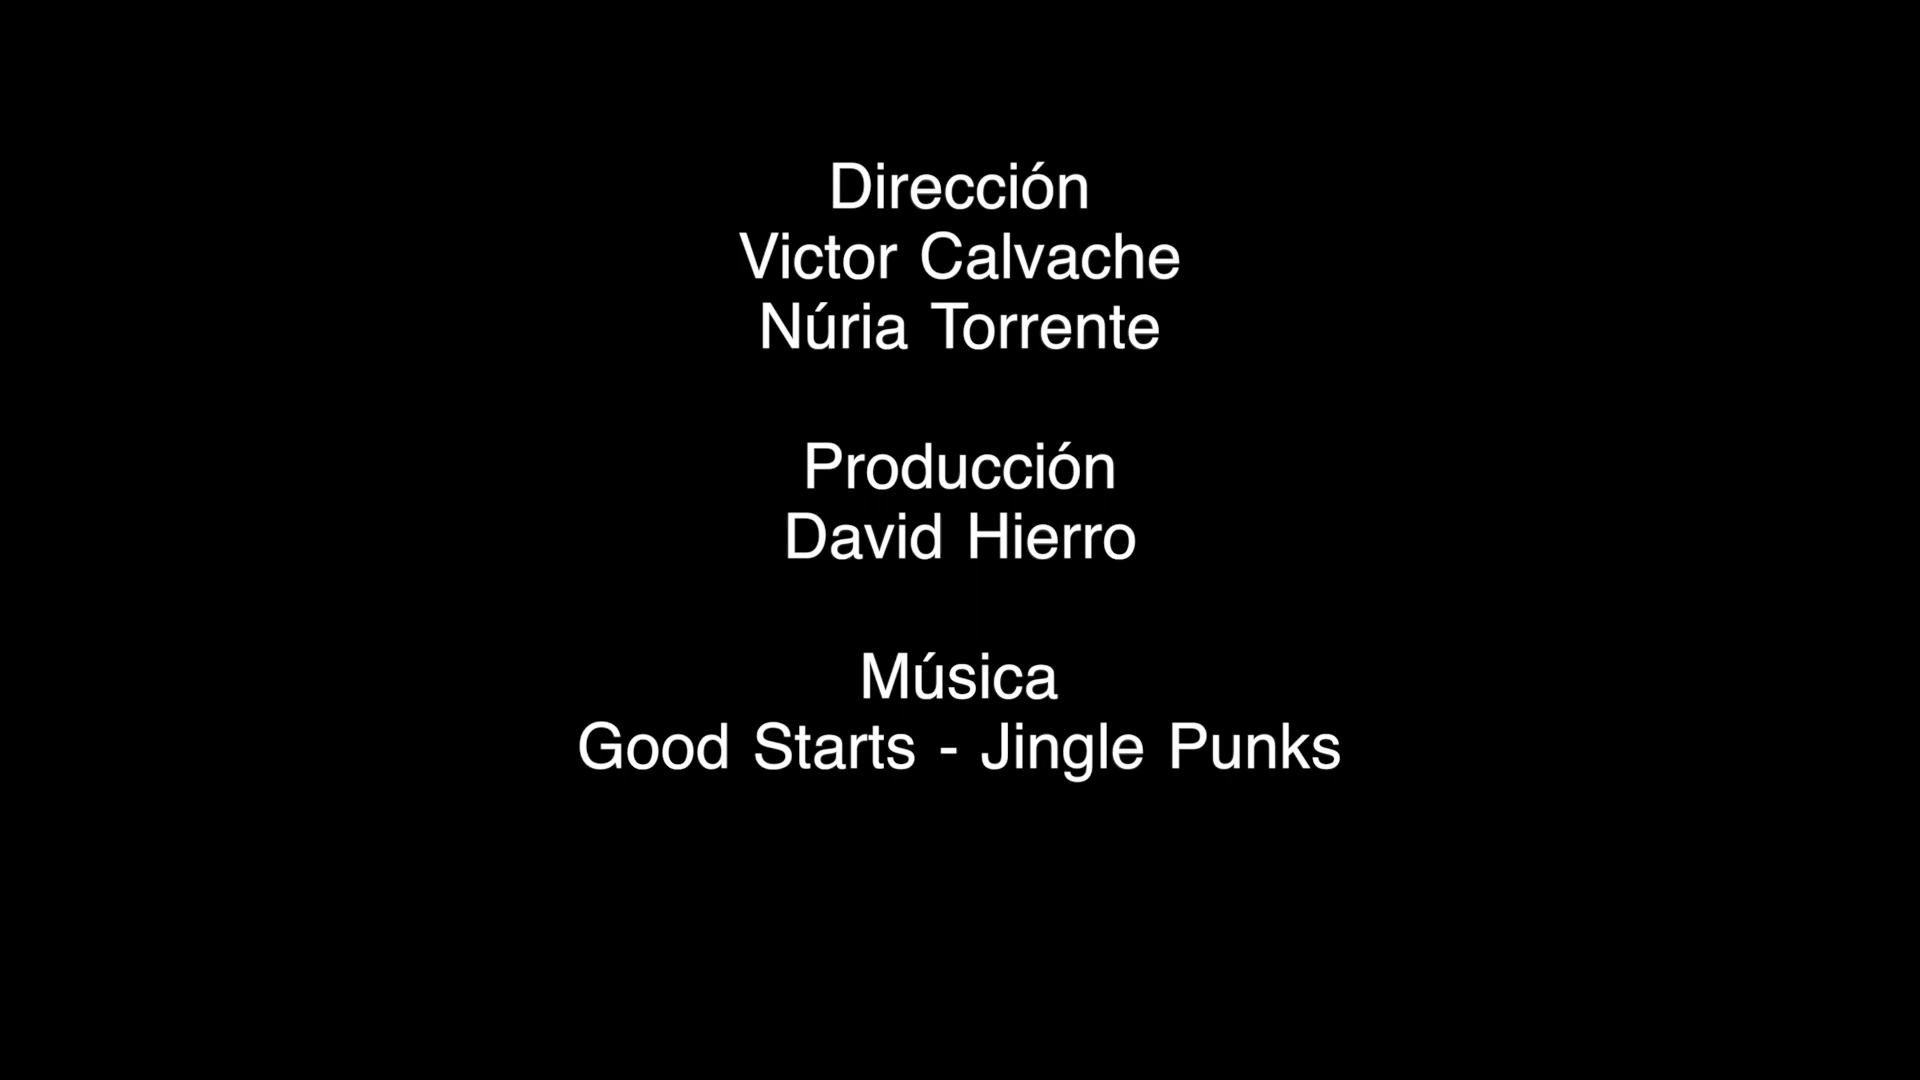 Dirección
Victor Calvache
Núria Torrente
Producción
David Hierro
Música
Good Starts - Jingle Punks